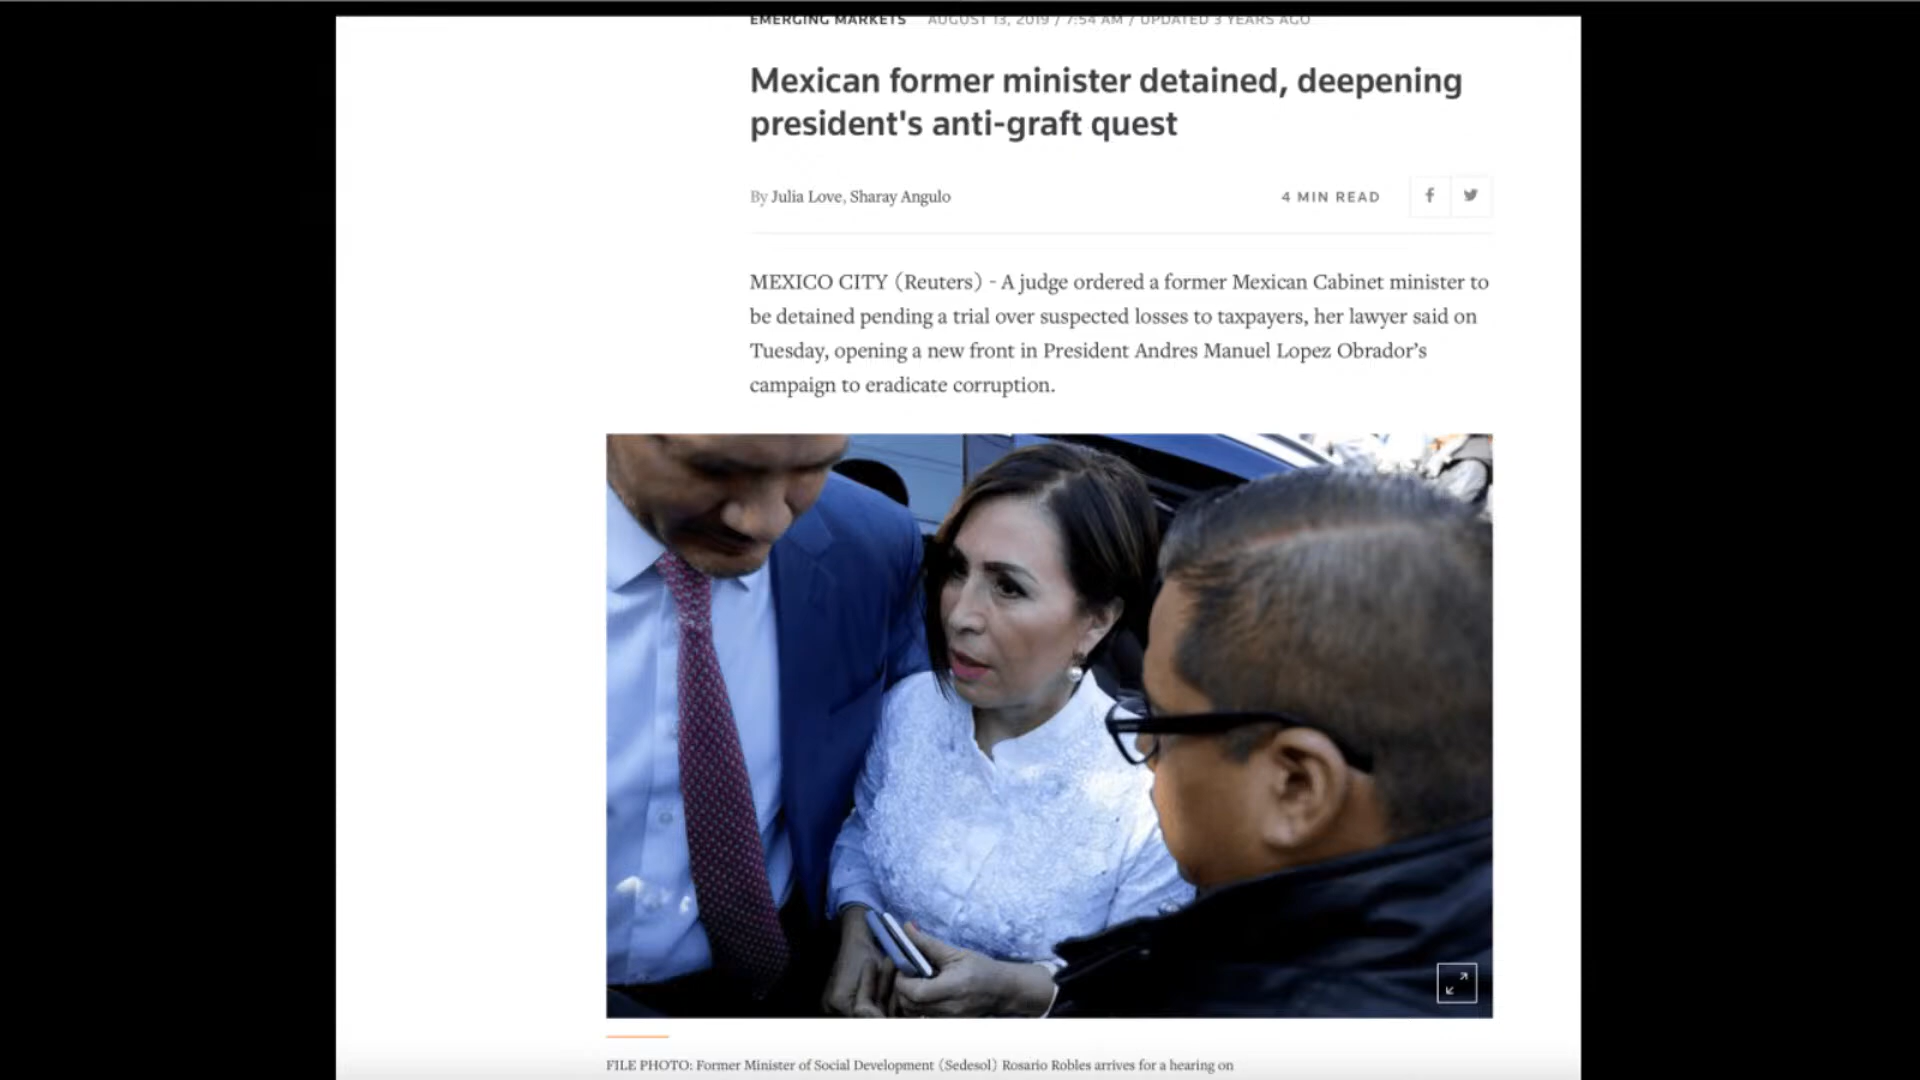 EMERGING MARKETS AUGUST 13, 2019 / 7:54 AM / UPDATED 3 YEARS AGO
Mexican former minister detained, deepening
president's anti-graft quest
By Julia Love, Sharay Angulo
4 MIN READ
MEXICO CITY (Reuters) - A judge ordered a former Mexican Cabinet minister to
be detained pending a trial over suspected losses to taxpayers, her lawyer said on
Tuesday, opening a new front in President Andres Manuel Lopez Obrador’s
campaign to eradicate corruption.
FILE PHOTO: Former Minister of Social Development (Sedesol) Rosario Robles arrives for a hearing on